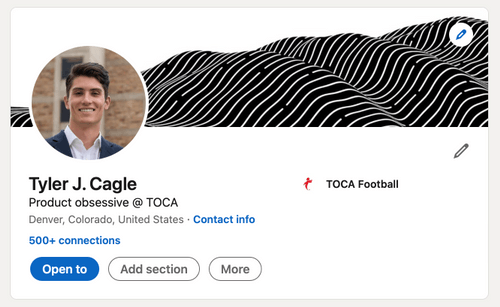 Tyler J. Cagle
TOCA Football
Product obsessive @ TOCA
Denver, Colorado, United States · Contact info
500+ connections
Open to
Add section
More